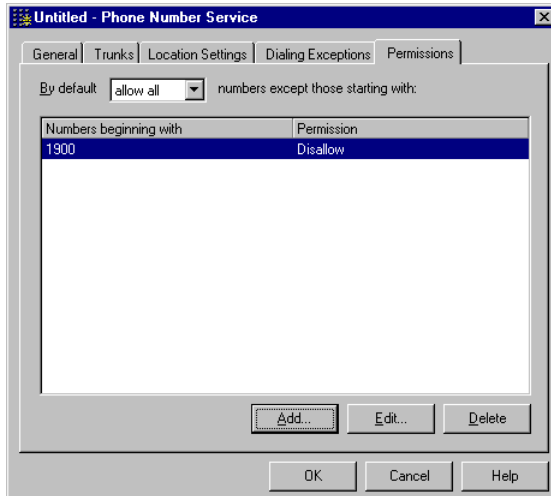 Untitled - Phone Number Service
General Trunks Location Settings Dialing Exceptions Permissions
By default allow all numbers except those starting with:
Numbers beginning with Permission
1900 Disallow
Add... Edit... Delete
OK Cancel Help